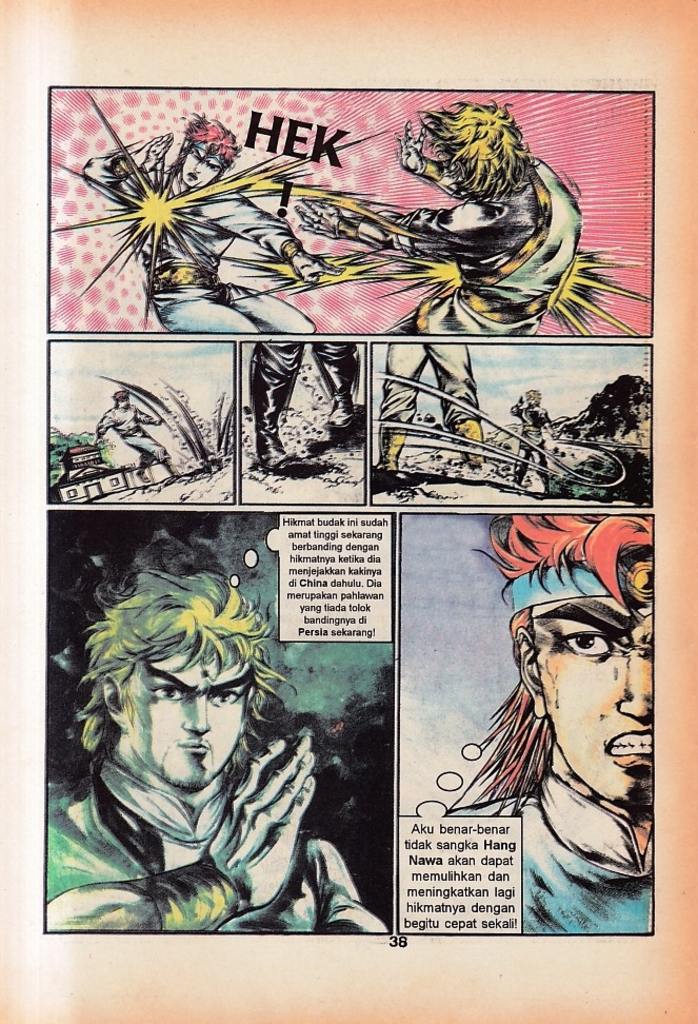 HEK
!
Hikmat budak ini sudah
amat tinggi sekarang
berbanding dengan
hikmatnya ketika dia
menjejakkan kakinya
di China dahulu. Dia
merupakan pahlawan
yang tiada tolok
bandingnya di
Persia sekarang!
Aku benar-benar
tidak sangka Hang
Nawa akan dapat
memulihkan dan
meningkatkan lagi
hikmatnya dengan
begitu cepat sekali!
38